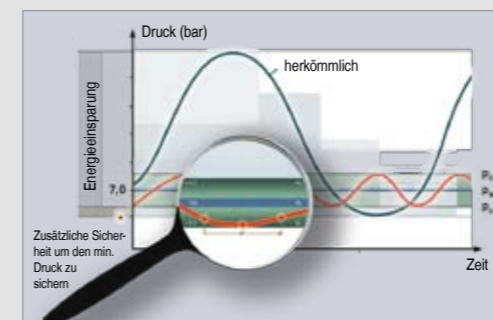 Druck (bar)
herkömmlich
Energieeinsparung
7,0
Zusätzliche Sicher-
heit um den min.
Druck zu
sichern
Zeit